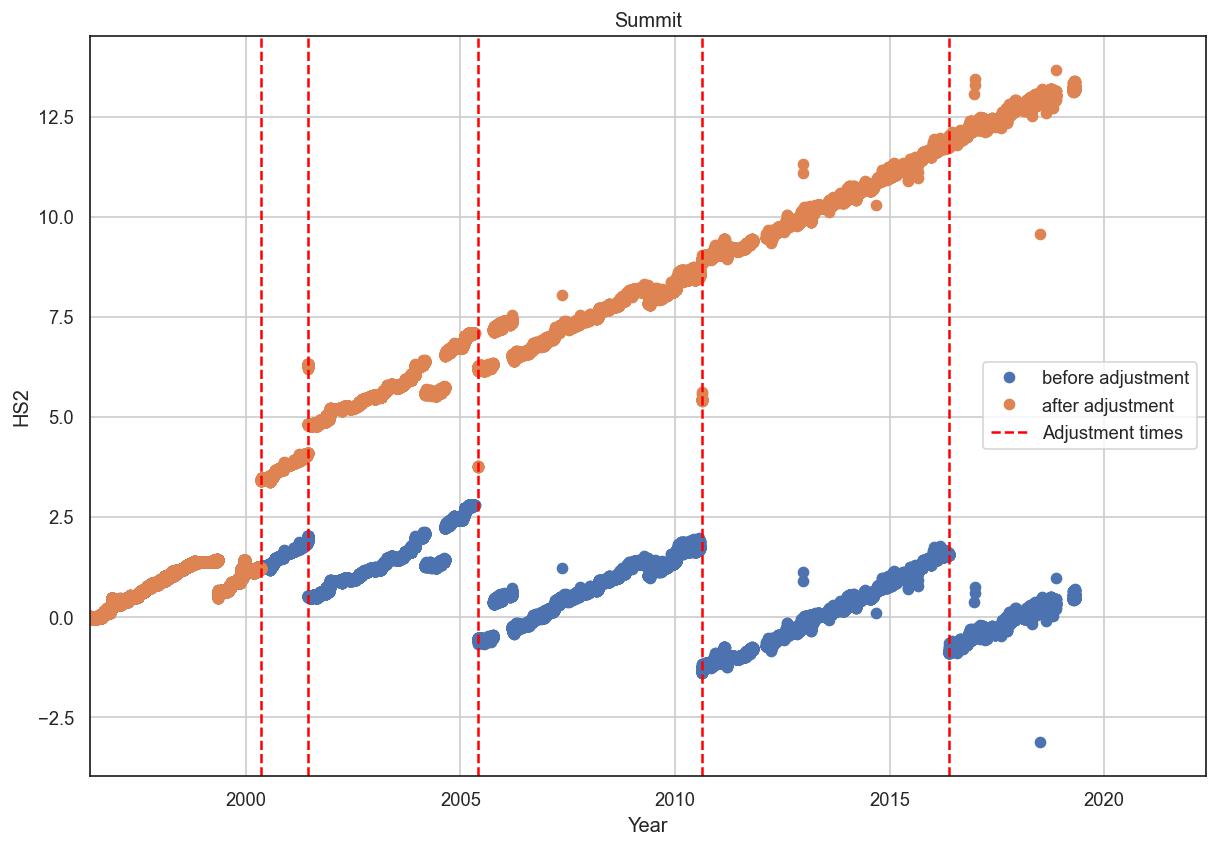 Summit
HS2
12.5
10.0
7.5
5.0
2.5
0.0
−2.5
before adjustment
after adjustment
Adjustment times
2000 2005 2010 2015 2020
Year